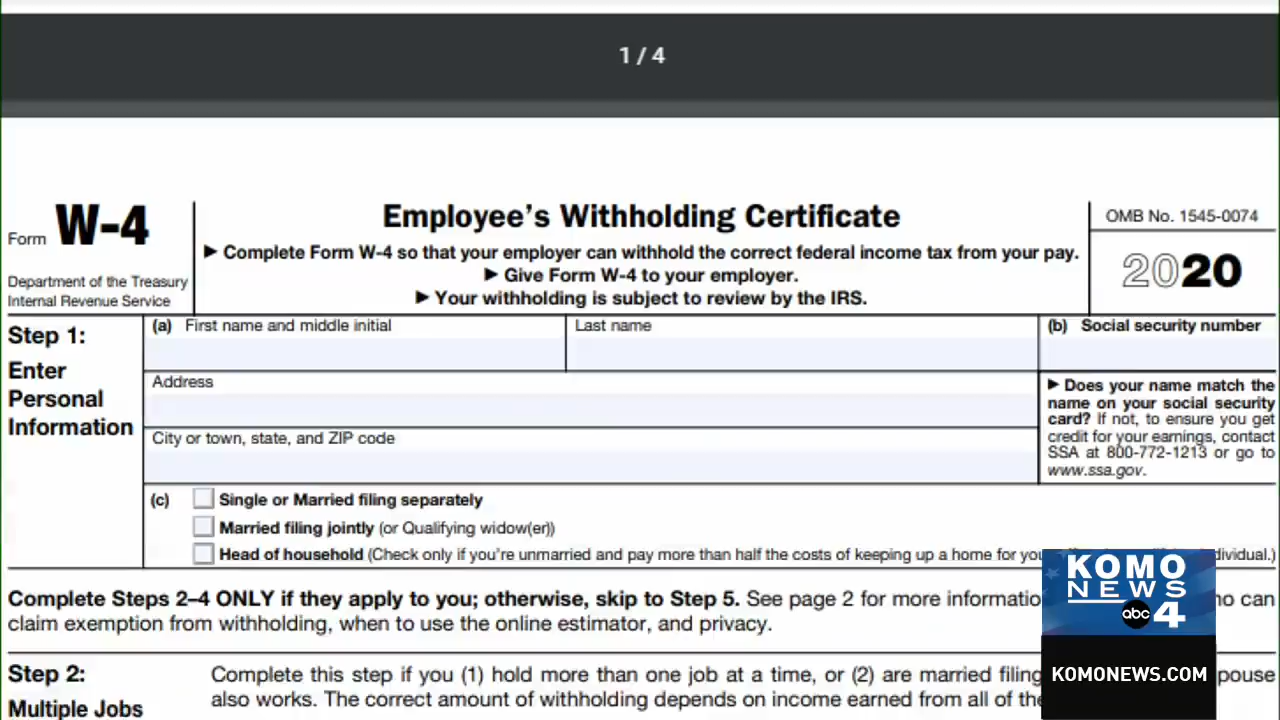 1 / 4
Form W-4
Department of the Treasury
Internal Revenue Service
Employee's Withholding Certificate
▶ Complete Form W-4 so that your employer can withhold the correct federal income tax from your pay.
▶ Give Form W-4 to your employer.
▶ Your withholding is subject to review by the IRS.
OMB No. 1545-0074
2020
Step 1:
Enter
Personal
Information
(a) First name and middle initial
Last name
(b) Social security number
Address
▶ Does your name match the
name on your social security
card? If not, to ensure you get
credit for your earnings, contact
SSA at 800-772-1213 or go to
www.ssa.gov.
City or town, state, and ZIP code
(c) Single or Married filing separately
Married filing jointly (or Qualifying widow(er))
Head of household (Check only if you're unmarried and pay more than half the costs of keeping up a home for
Complete Steps 2–4 ONLY if they apply to you; otherwise, skip to Step 5. See page 2 for more can
claim exemption from withholding, when to use the online estimator, and privacy.
Step 2:
Multiple Jobs
Complete this step if you (1) hold more than one job at a time, or (2) are married filing
also works. The correct amount of withholding depends on income earned from all of
KOMO
NEWS
abc 4
KOMONEWS.COM